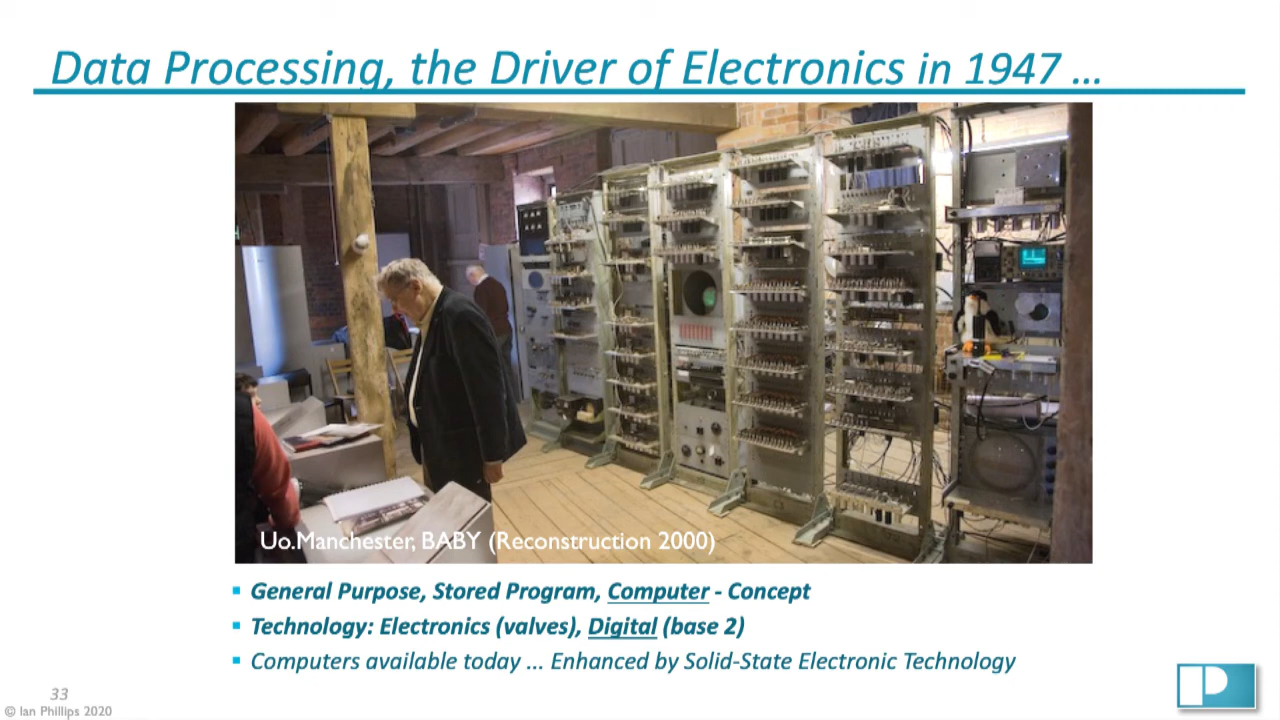 Data Processing, the Driver of Electronics in 1947 ...
Uo.Manchester, BABY (Reconstruction 2000)
General Purpose, Stored Program, Computer - Concept
Technology: Electronics (valves), Digital (base 2)
Computers available today ... Enhanced by Solid-State Electronic Technology
33
© Ian Phillips 2020
P